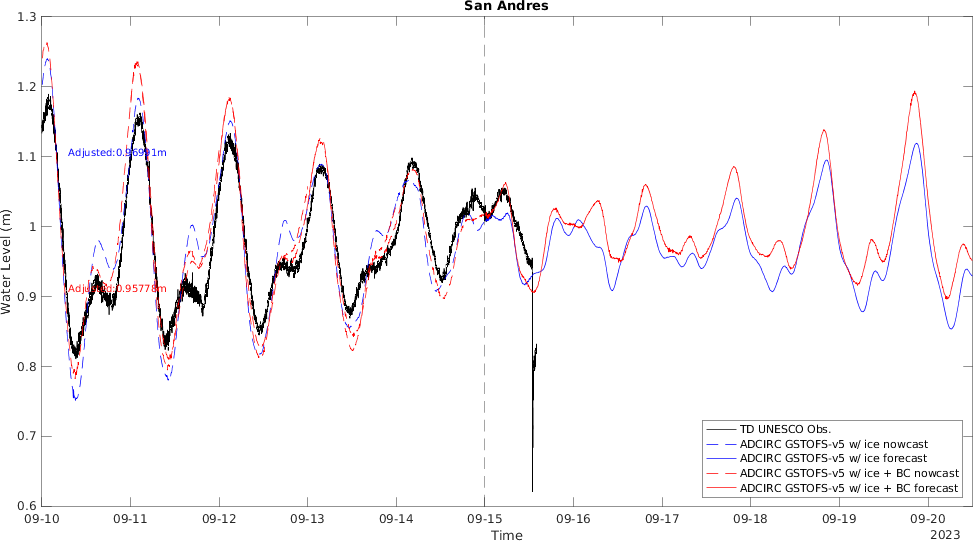 San Andres
1.3
1.2
1.1
1
0.9
0.8
0.7
0.6
Water Level (m)
Adjusted:0.96991m
Adjusted:0.95778m
TD UNESCO Obs.
ADCIRC GSTOFS-v5 w/ ice nowcast
ADCIRC GSTOFS-v5 w/ ice forecast
ADCIRC GSTOFS-v5 w/ ice + BC nowcast
ADCIRC GSTOFS-v5 w/ ice + BC forecast
09-10 09-11 09-12 09-13 09-14 09-15 09-16 09-17 09-18 09-19 09-20
Time
2023